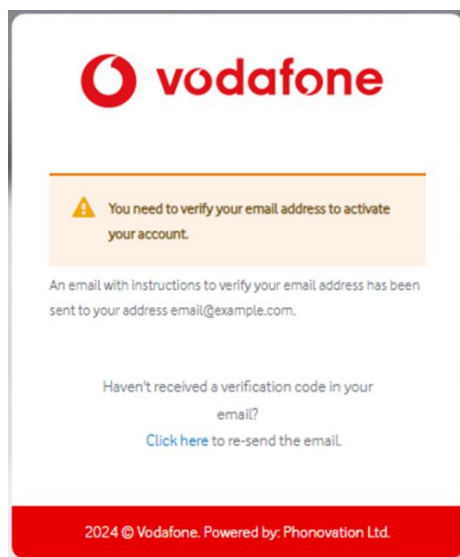 vodafone
You need to verify your email address to activate
your account.
An email with instructions to verify your email address has been
sent to your address email@example.com.
Haven't received a verification code in your
email?
Click here to re-send the email.
2024 © Vodafone. Powered by: Phonovation Ltd.